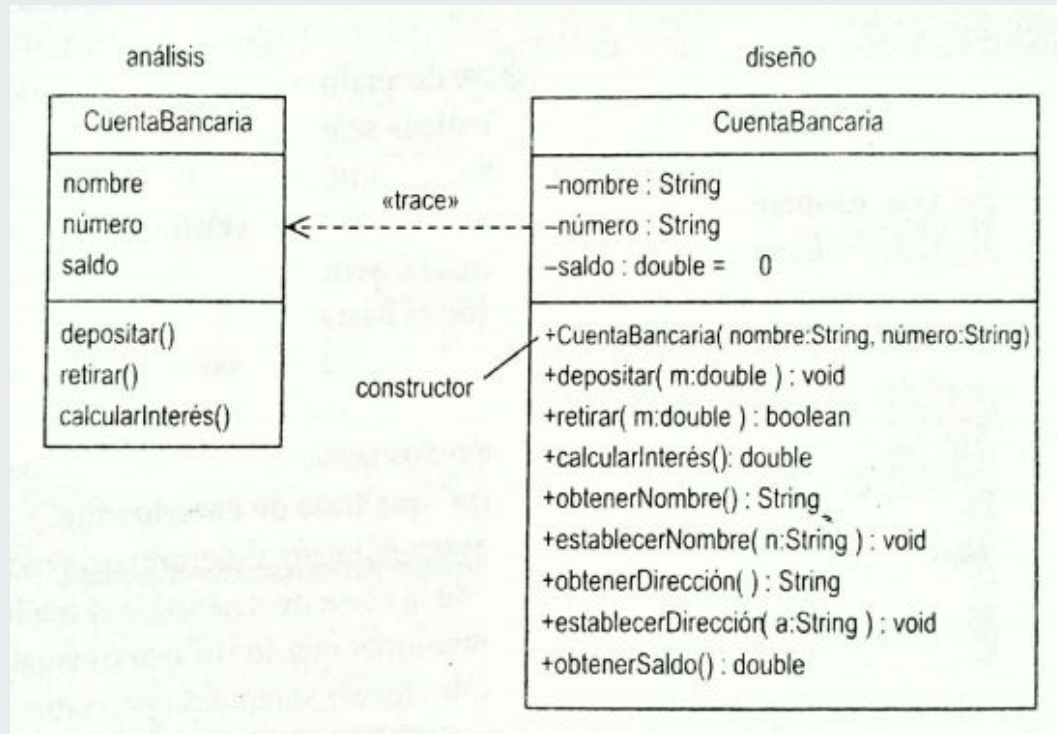 análisis
CuentaBancaria
nombre
número
saldo
depositar()
retirar()
calcularInterés()
«trace»
constructor
diseño
CuentaBancaria
–nombre : String
–número : String
–saldo : double = 0
+CuentaBancaria( nombre:String, número:String)
+depositar( m:double ) : void
+retirar( m:double ) : boolean
+calcularInterés(): double
+obtenerNombre() : String
+establecerNombre( n:String ) : void
+obtenerDirección( ) : String
+establecerDirección( a:String ) : void
+obtenerSaldo() : double